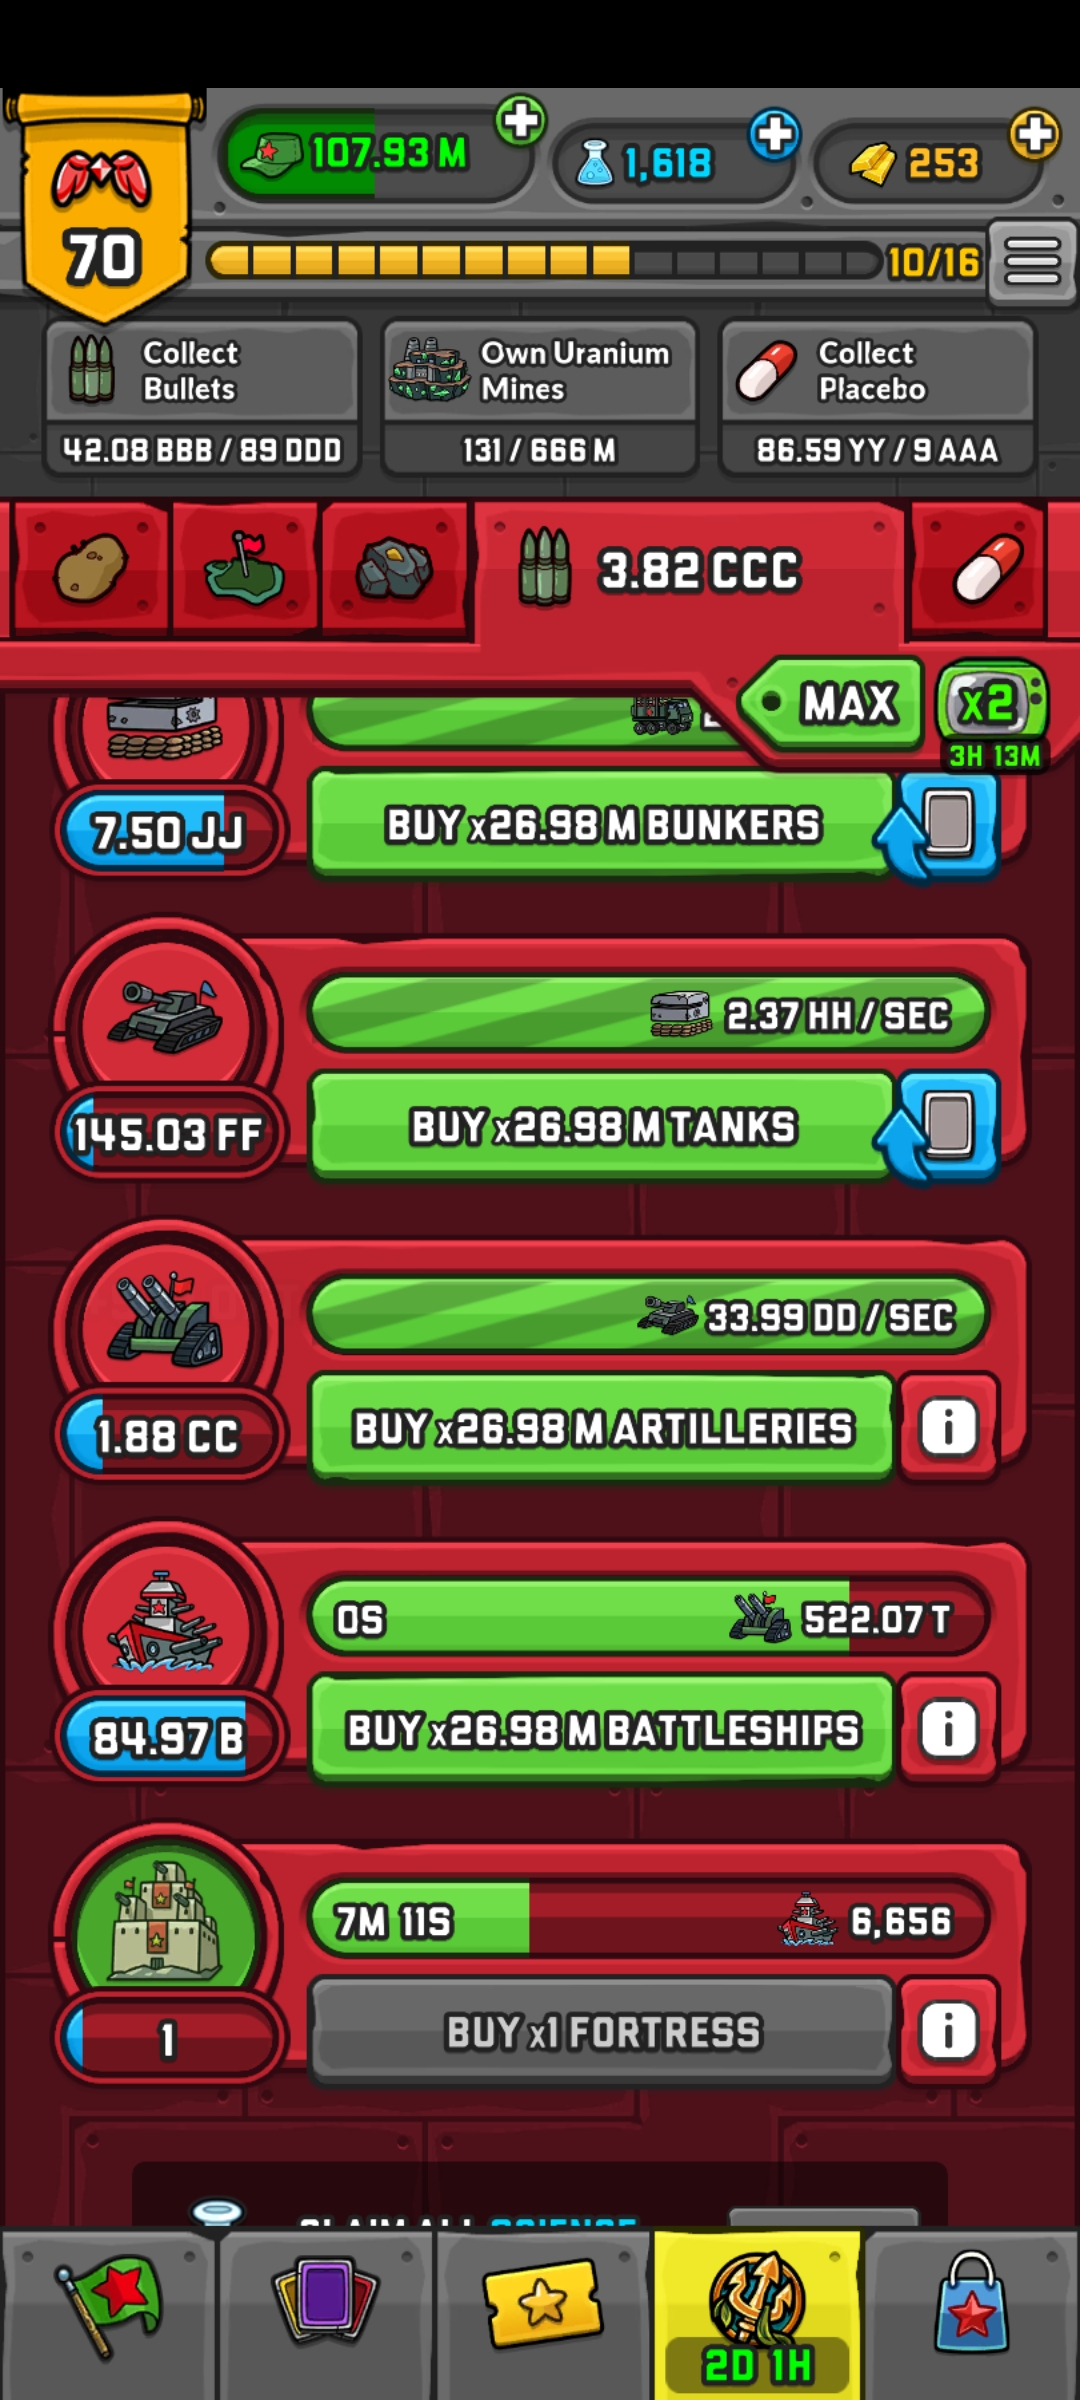 107.93 M
1,618
253
70
10/16
Collect
Bullets
42.08 BBB / 89 DDD
Own Uranium
Mines
131 / 666 M
Collect
Placebo
86.59 YY / 9 AAA
3.82 CCC
MAX
x2
3H 13M
7.50 JJ
BUY x26.98 M BUNKERS
2.37 HH / SEC
145.03 FF
BUY x26.98 M TANKS
33.99 DD / SEC
1.88 CC
BUY x26.98 M ARTILLERIES
i
0S
522.07 T
84.97 B
BUY x26.98 M BATTLESHIPS
i
7M 11S
6,656
1
BUY x1 FORTRESS
i
CLAIM ALL SCIENCE
2D 1H